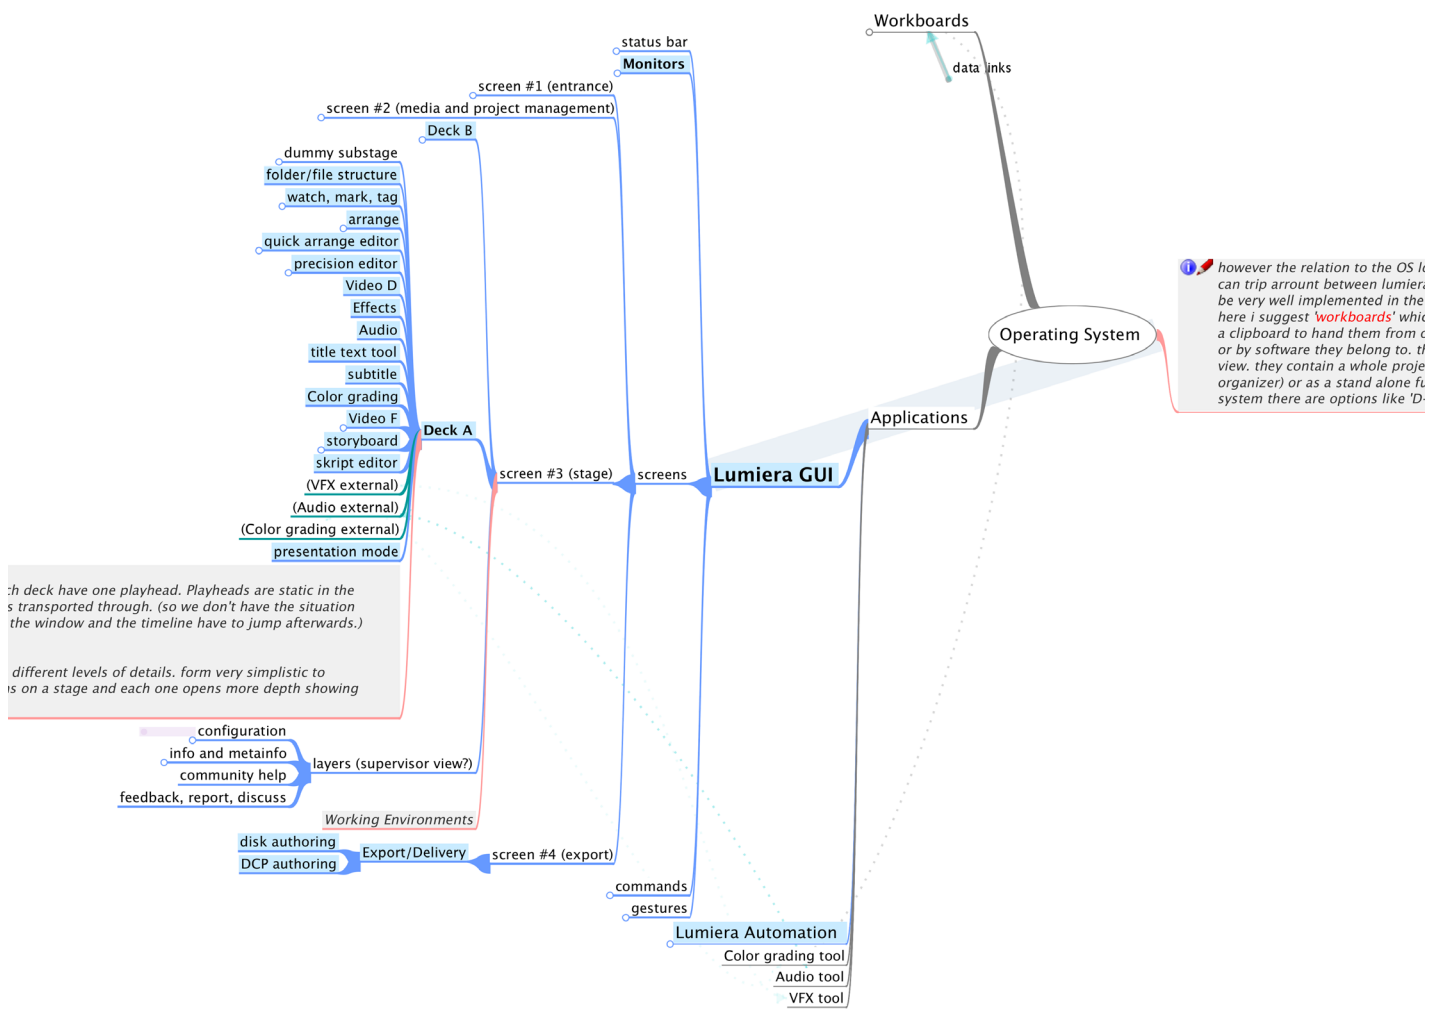 Workboards
data inks
status bar
Monitors
screen #1 (entrance)
screen #2 (media and project management)
Deck B
dummy substage
folder/file structure
watch, mark, tag
arrange
quick arrange editor
precision editor
Video D
Effects
Audio
title text tool
subtitle
Color grading
Video F
storyboard
skript editor
(VFX external)
(Audio external)
(Color grading external)
presentation mode
Deck A
screen #3 (stage)
screens
Lumiera GUI
Applications
Operating System
however the relation to the OS
can trip arround between lumiera
be very well implemented in the
here i suggest 'workboards'
a clipboard to hand them from
or by software they belong to.
view. they contain a whole
organizer) or as a stand alone
system there are options like
deck have one playhead. Playheads are static in the
transported through. (so we don't have the situation
the window and the timeline have to jump afterwards.)
different levels of details. form very simplistic to
on a stage and each one opens more depth showing
configuration
info and metainfo
community help
feedback, report, discuss
layers (supervisor view?)
Working Environments
disk authoring
DCP authoring
Export/Delivery
screen #4 (export)
commands
gestures
Lumiera Automation
Color grading tool
Audio tool
VFX tool